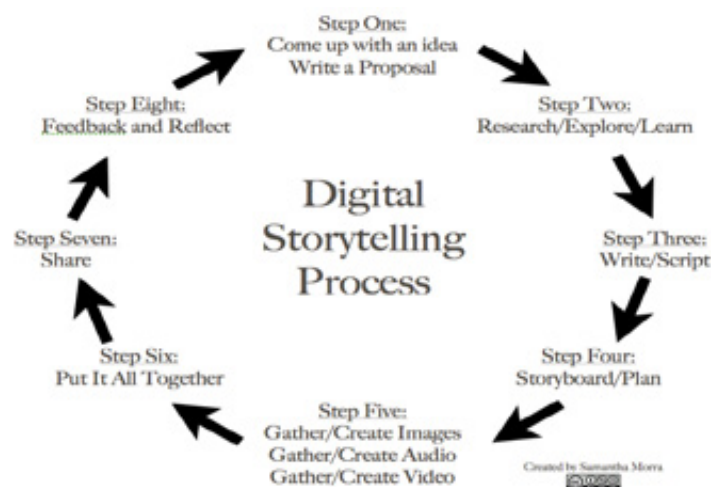 Step One:
Come up with an idea
Write a Proposal
Step Two:
Research/Explore/Learn
Step Three:
Write/Script
Step Four:
Storyboard/Plan
Step Five:
Gather/Create Images
Gather/Create Audio
Gather/Create Video
Step Six:
Put It All Together
Step Seven:
Share
Step Eight:
Feedback and Reflect
Digital
Storytelling
Process
Created by Samantha Morra